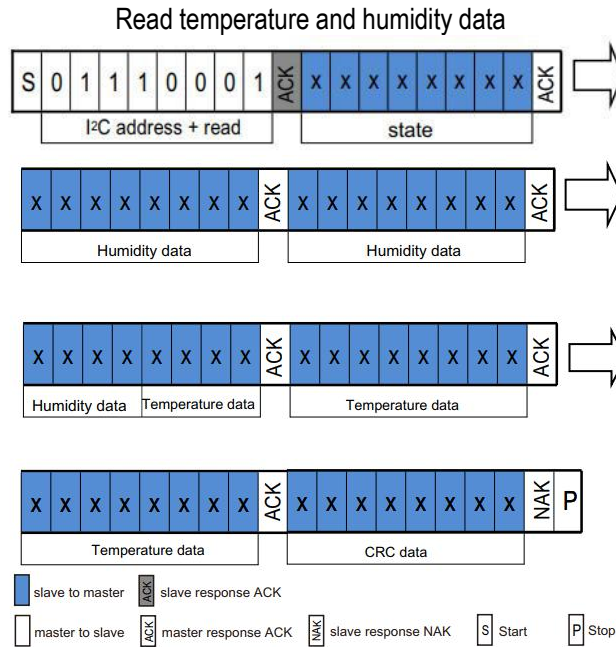 Read temperature and humidity data
S 0 1 1 1 0 0 0 1 ACK X X X X X X X X ACK
I²C address + read state
X X X X X X X X ACK X X X X X X X X ACK
Humidity data Humidity data
X X X X X X X X ACK X X X X X X X X ACK
Humidity data Temperature data Temperature data
X X X X X X X X ACK X X X X X X X X NAK P
Temperature data CRC data
slave to master ACK slave response ACK
master to slave ACK master response ACK NAK slave response NAK S Start P Stop